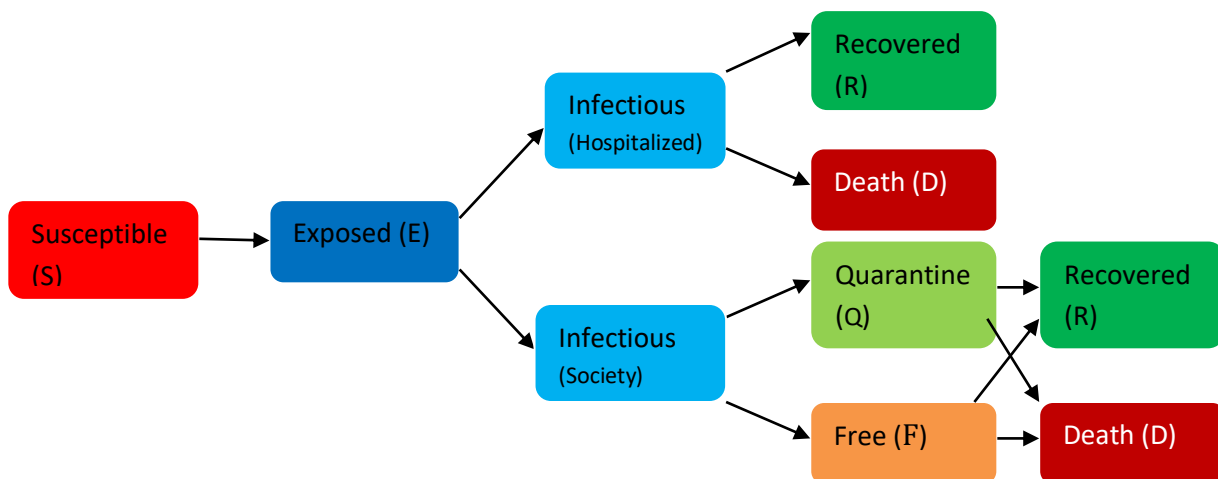 Recovered
(R)
Infectious
(Hospitalized)
Death (D)
Susceptible
(S)
Exposed (E)
Quarantine
(Q)
Recovered
(R)
Infectious
(Society)
Free (F)
Death (D)